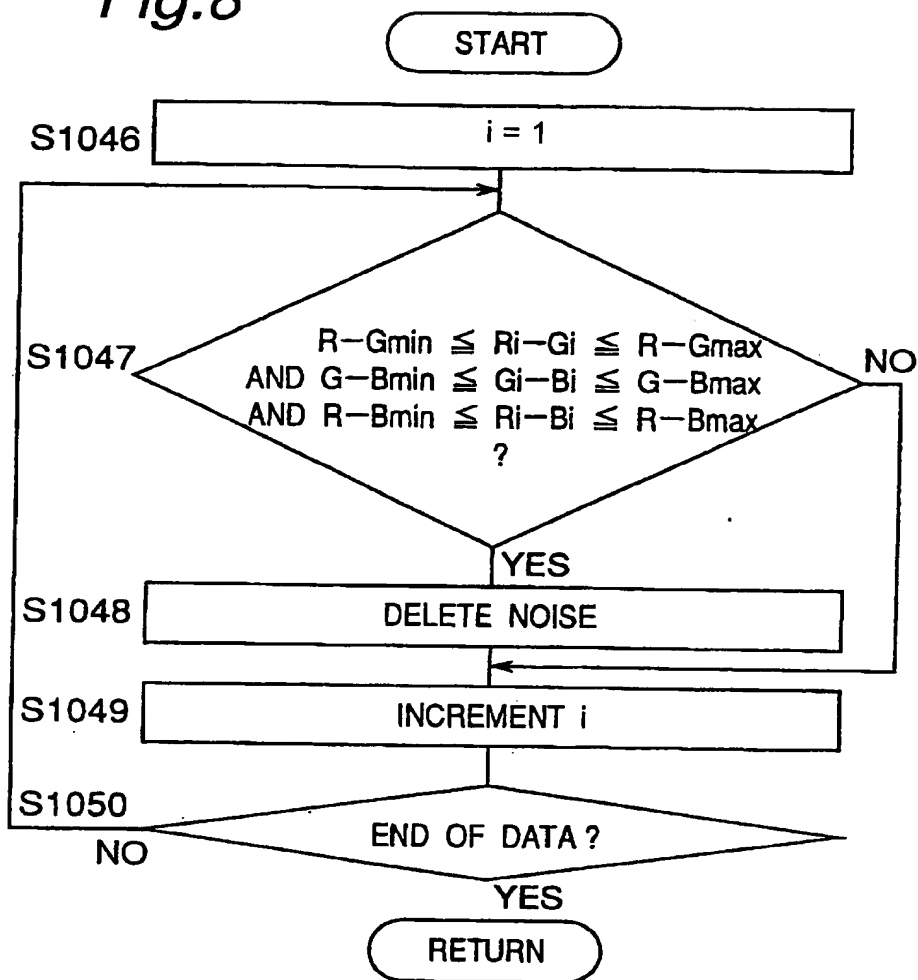 Fig.8
START
S1046
i = 1
S1047
R-Gmin ≦ Ri-Gi ≦ R-Gmax
AND G-Bmin ≦ Gi-Bi ≦ G-Bmax
AND R-Bmin ≦ Ri-Bi ≦ R-Bmax
?
NO
YES
S1048
DELETE NOISE
S1049
INCREMENT i
S1050
END OF DATA ?
NO
YES
RETURN